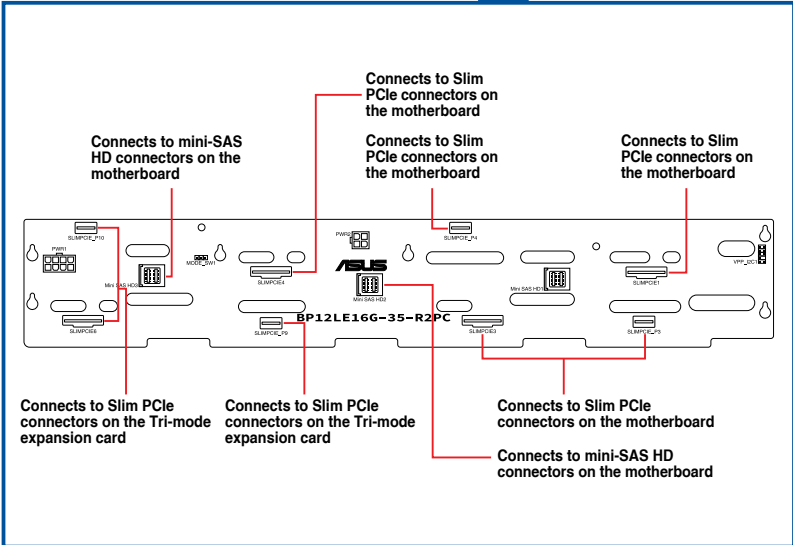 Connects to Slim
PCIe connectors on
the motherboard
Connects to mini-SAS
HD connectors on the
motherboard
Connects to Slim
PCIe connectors on
the motherboard
Connects to Slim
PCIe connectors on
the motherboard
SLIMPCIE_P10
PWR1
MODE_SW1
PWR2
SLIMPCIE_P4
VPP_I2C1
Mini SAS HD3
SLIMPCIE4
ASUS
Mini SAS HD2
Mini SAS HD1
SLIMPCIE1
BP12LE16G-35-R2PC
SLIMPCIE6
SLIMPCIE_P9
SLIMPCIE3
SLIMPCIE_P3
Connects to Slim PCIe
connectors on the Tri-mode
expansion card
Connects to Slim PCIe
connectors on the Tri-mode
expansion card
Connects to Slim PCIe
connectors on the motherboard
Connects to mini-SAS HD
connectors on the motherboard